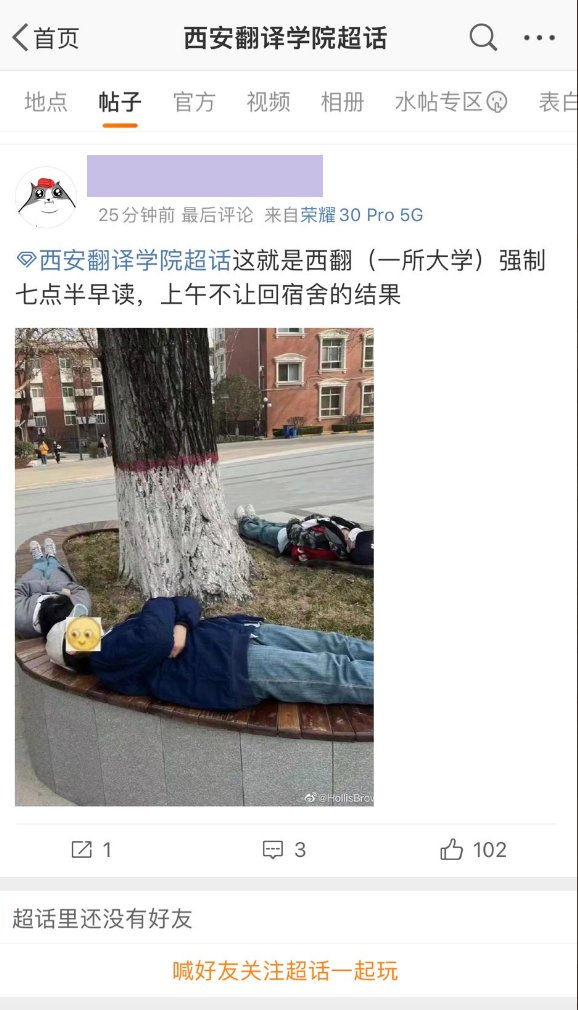 首页
西安翻译学院超话
地点 帖子 官方 视频 相册 水帖专区 表白
25分钟前 最后评论 来自荣耀30 Pro 5G
西安翻译学院超话这就是西翻（一所大学）强制
七点半早读，上午不让回宿舍的结果
@HollisBrow
1 3 102
超话里还没有好友
喊好友关注超话一起玩